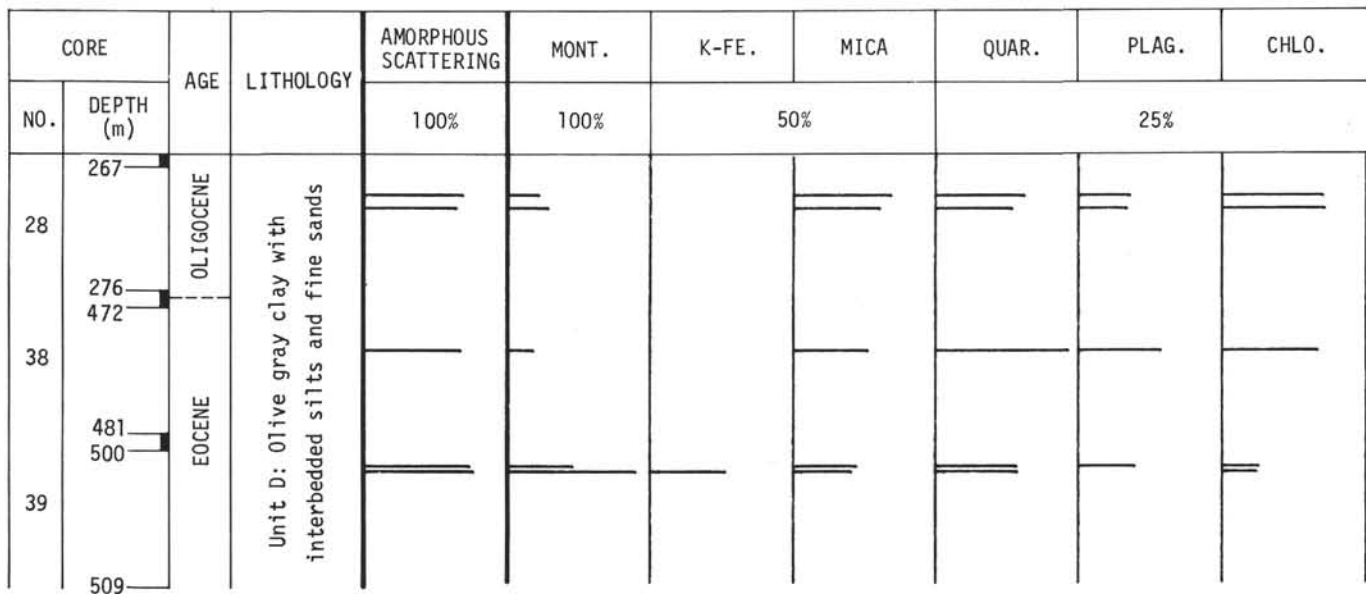 CORE
AGE
LITHOLOGY
AMORPHOUS
SCATTERING
MONT.
K-FE.
MICA
QUAR.
PLAG.
CHLO.
NO.
DEPTH
(m)
100%
100%
50%
25%
267
28
276
472
38
481
500
39
509
OLIGOCENE
EOCENE
Unit D: Olive gray clay with
interbedded silts and fine sands